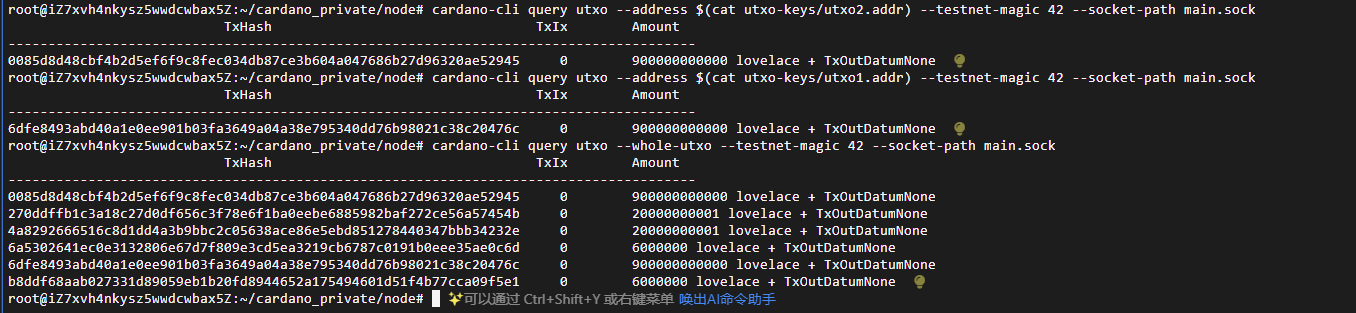 root@iZ7xvh4nkysz5wwdcwbax5Z:~/cardano_private/node# cardano-cli query utxo --address $(cat utxo-keys/utxo2.addr) --testnet-magic 42 --socket-path main.sock
TxHash TxIx Amount
--------------------------------------------------------------------------------------
0085d8d48cbf4b2d5ef6f9c8fec034db87ce3b604a047686b27d96320ae52945 0 900000000000 lovelace + TxOutDatumNone
root@iZ7xvh4nkysz5wwdcwbax5Z:~/cardano_private/node# cardano-cli query utxo --address $(cat utxo-keys/utxo1.addr) --testnet-magic 42 --socket-path main.sock
TxHash TxIx Amount
--------------------------------------------------------------------------------------
6dfe8493abd40a1e0ee901b03fa3649a04a38e795340dd76b98021c38c20476c 0 900000000000 lovelace + TxOutDatumNone
root@iZ7xvh4nkysz5wwdcwbax5Z:~/cardano_private/node# cardano-cli query utxo --whole-utxo --testnet-magic 42 --socket-path main.sock
TxHash TxIx Amount
--------------------------------------------------------------------------------------
0085d8d48cbf4b2d5ef6f9c8fec034db87ce3b604a047686b27d96320ae52945 0 900000000000 lovelace + TxOutDatumNone
270ddffb1c3a18c27d0df656c3f78e6f1ba0eebe6885982baf272ce56a57454b 0 20000000001 lovelace + TxOutDatumNone
4a8292666516c8d1dd4a3b9bbc2c05638ace86e5ebd851278440347bbb34232e 0 20000000001 lovelace + TxOutDatumNone
6a5302641ec0e3132806e67d7f809e3cd5ea3219cb6787c0191b0eee35ae0c6d 0 6000000 lovelace + TxOutDatumNone
6dfe8493abd40a1e0ee901b03fa3649a04a38e795340dd76b98021c38c20476c 0 900000000000 lovelace + TxOutDatumNone
b8ddf68aab027331d89059eb1b20fd8944652a175494601d51f4b77cca09f5e1 0 6000000 lovelace + TxOutDatumNone
root@iZ7xvh4nkysz5wwdcwbax5Z:~/cardano_private/node# ✨可以通过 Ctrl+Shift+Y 或右键菜单 唤出AI命令助手